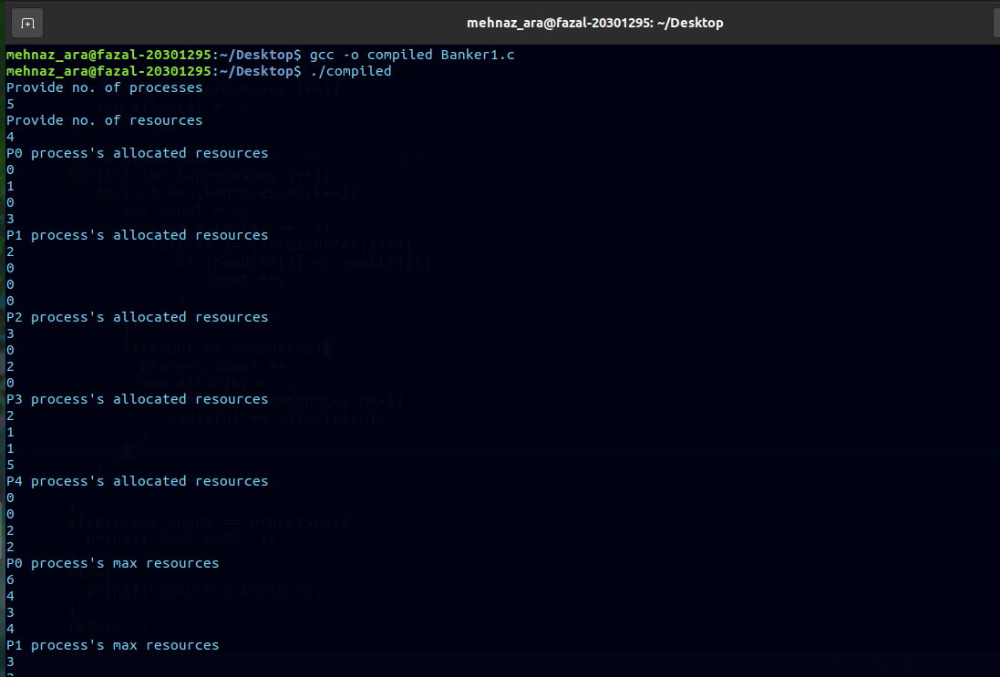 mehnaz_ara@fazal-20301295: ~/Desktop
mehnaz_ara@fazal-20301295:~/Desktop$ gcc -o compiled Banker1.c
mehnaz_ara@fazal-20301295:~/Desktop$ ./compiled
Provide no. of processes
5
Provide no. of resources
4
P0 process's allocated resources
0
1
0
3
P1 process's allocated resources
2
0
0
0
P2 process's allocated resources
3
0
2
0
P3 process's allocated resources
2
1
1
5
P4 process's allocated resources
0
0
2
2
P0 process's max resources
6
4
3
4
P1 process's max resources
3